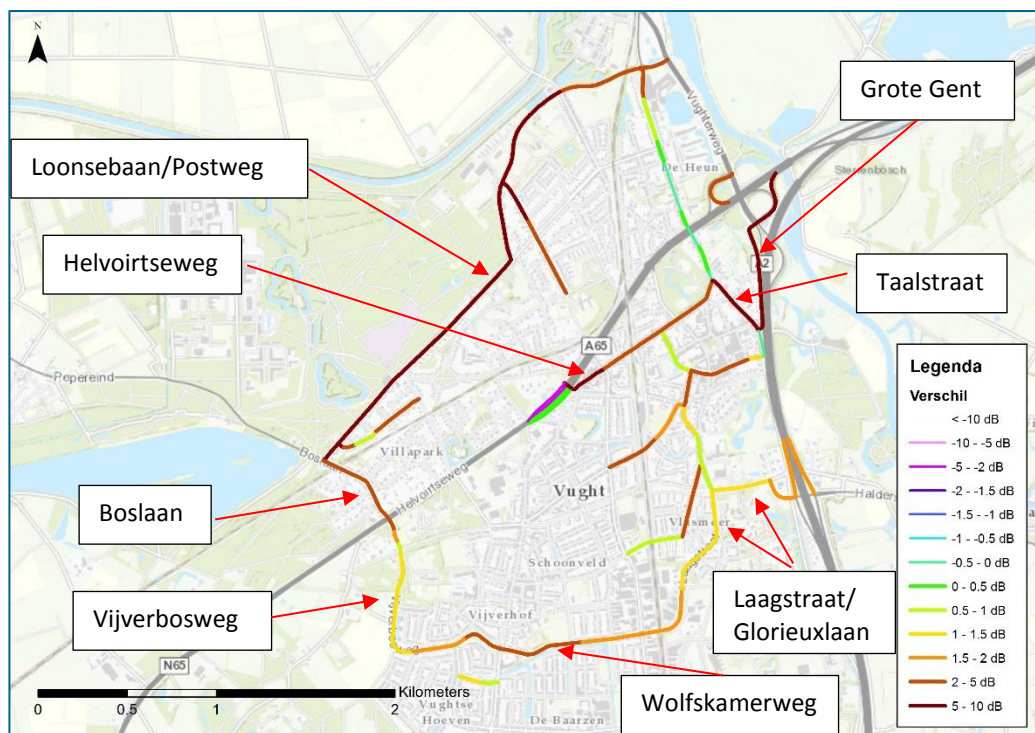 N
Grote Gent
Vughterweg
Loonsebaan/Postweg
De Heun
Helvoirtseweg
A2
Taalstraat
A65
Pepereind
Villapark
Helvoirtseweg
Vught
Boslaan
Vlasmeer
Schoonveld
Laagstraat/
Glorieuxlaan
Vijverbosweg
Vijverhof
N65
Kilometers
0 0.5 1 2
Wolfskamerweg
Vughtse
Hoeven
De Baarzen
Legenda
Verschil
< -10 dB
-10 - -5 dB
-5 - -2 dB
-2 - -1.5 dB
-1.5 - -1 dB
-1 - -0.5 dB
-0.5 - 0 dB
0 - 0.5 dB
0.5 - 1 dB
1 - 1.5 dB
1.5 - 2 dB
2 - 5 dB
5 - 10 dB